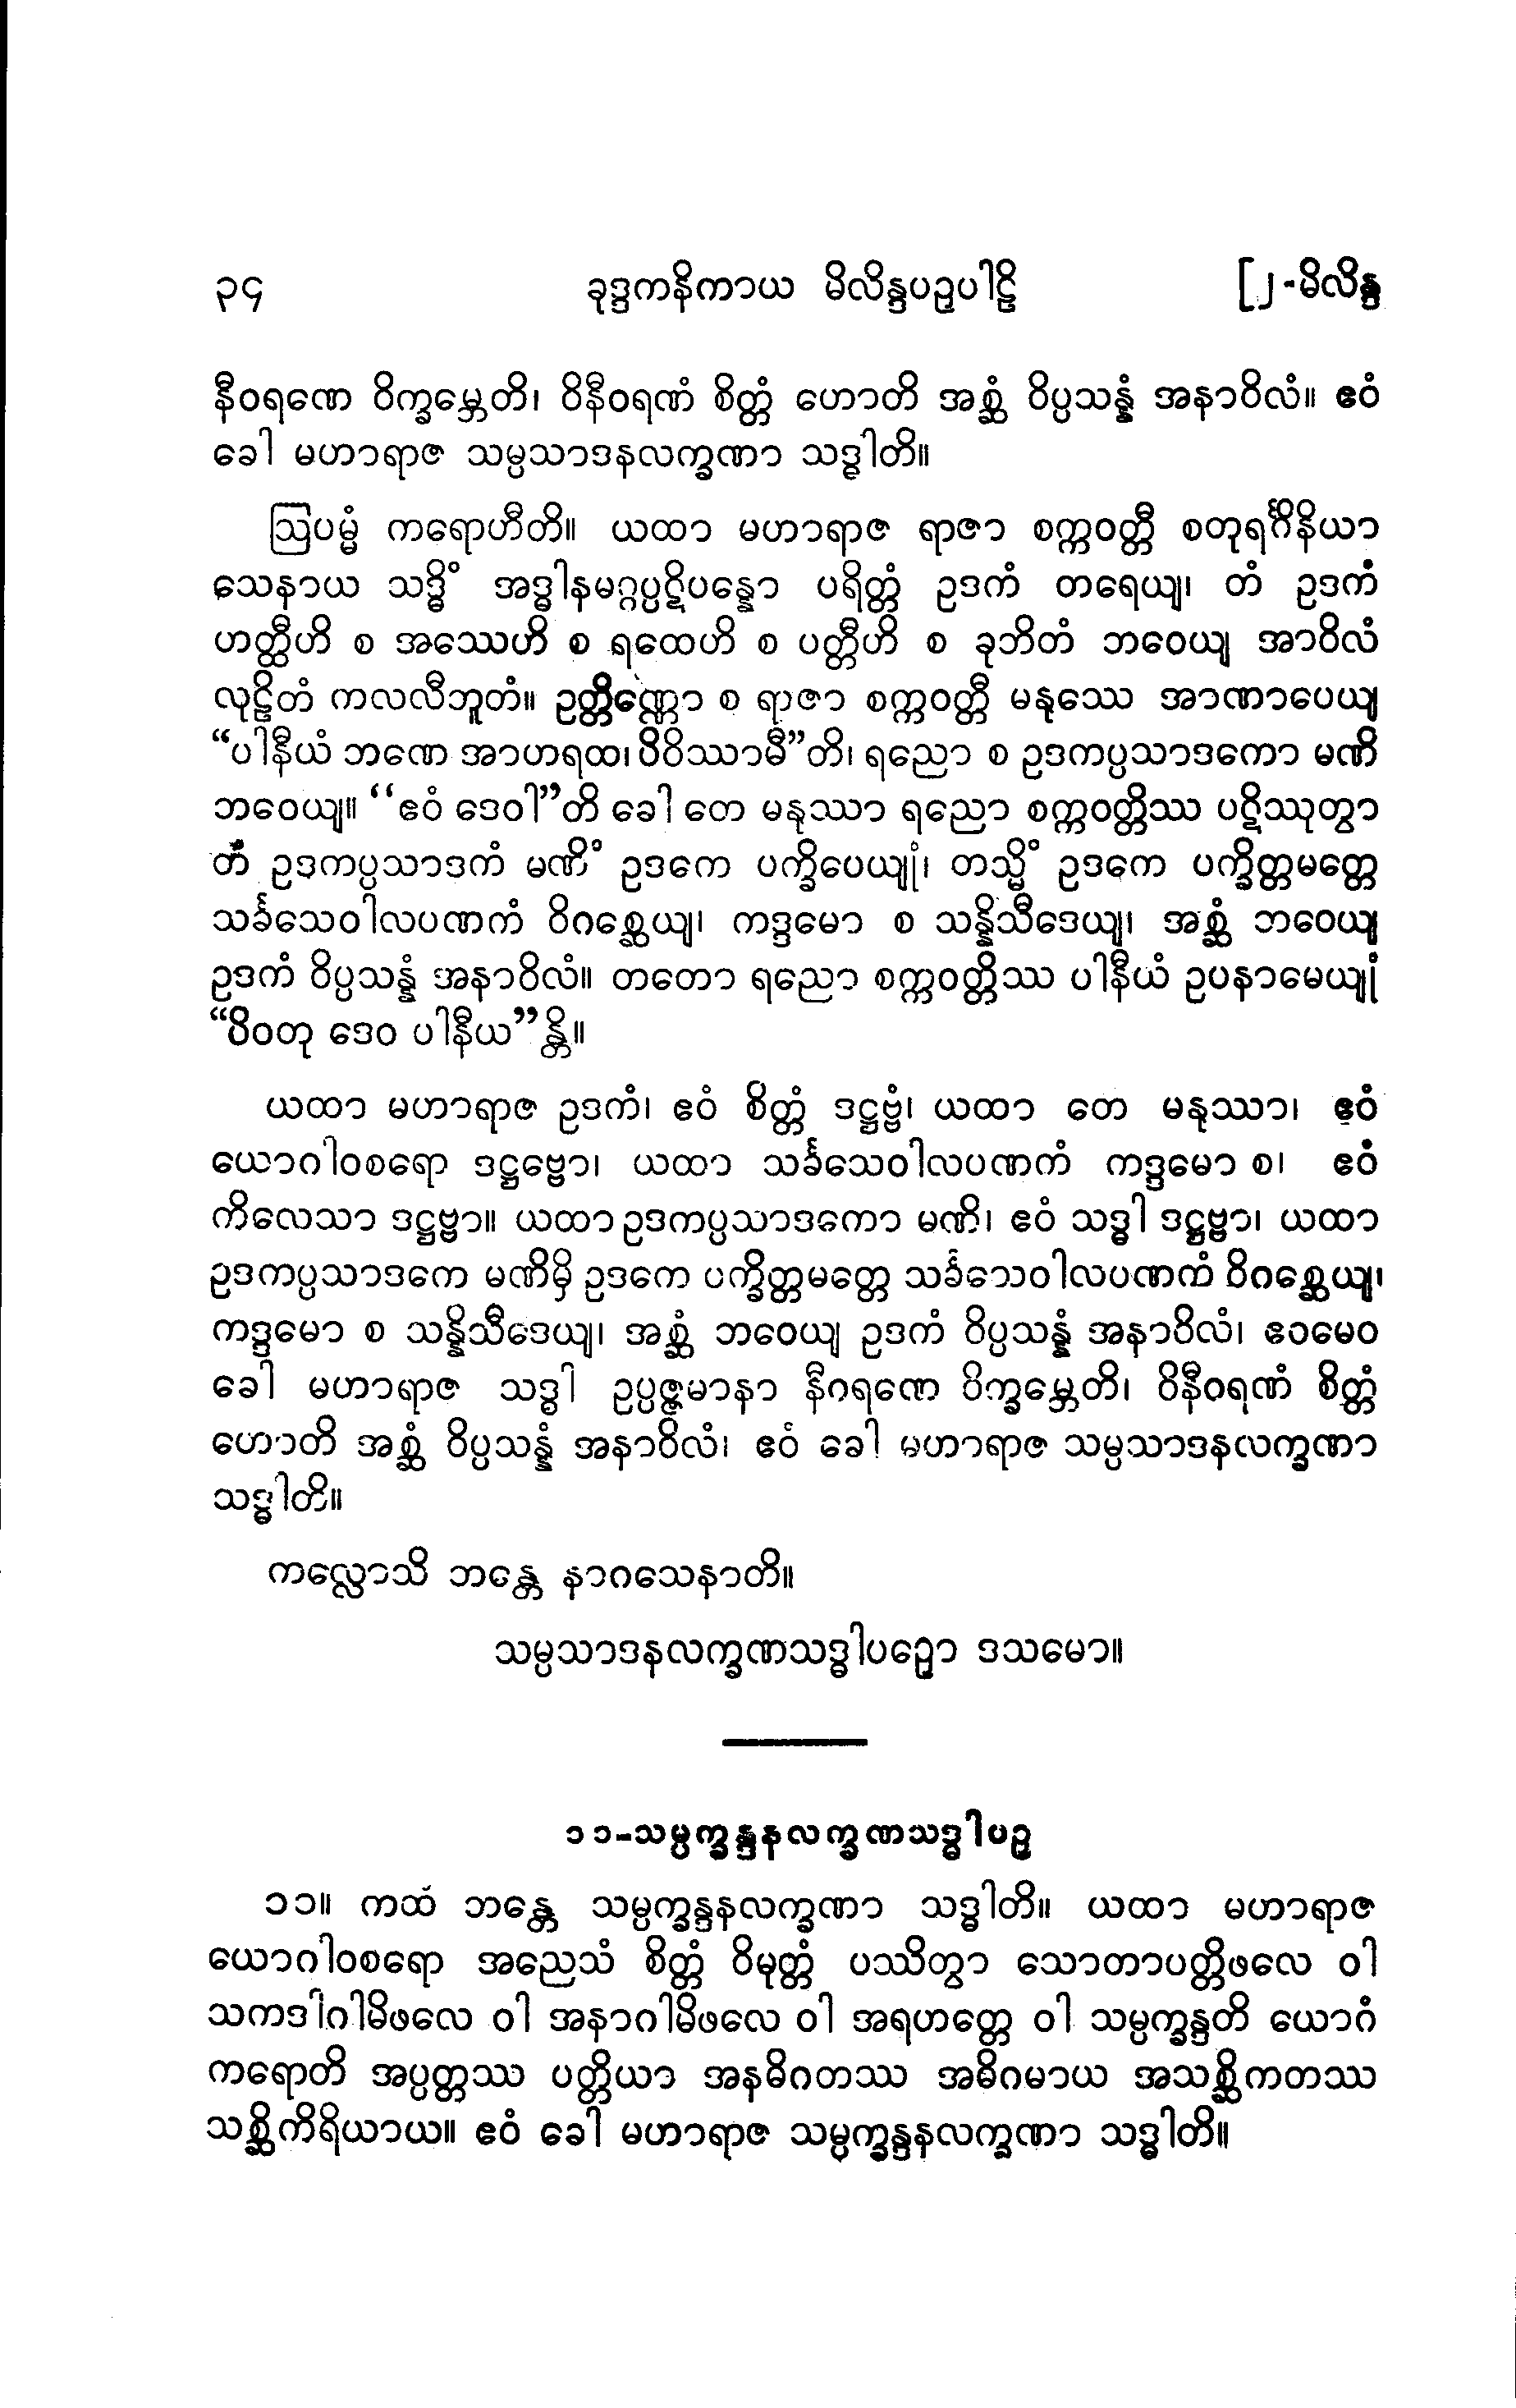 ၃၄ ခုဒ္ဒကနိကာယ မိလိန္ဒပဉှပါဠိ [၂-မိလိန္ဒ
နီဝရဏေ ဝိက္ခမ္ဘေတိ၊ ဝိနီဝရဏံ စိတ္တံ ဟောတိ အစ္ဆံ ဝိပ္ပသန္နံ အနာဝိလံ။ ဧဝံ
ခေါ မဟာရာဇ သမ္ပသာဒနလက္ခဏာ သဒ္ဓါတိ။
ဩပမ္မံ ကရောဟီတိ။ ယထာ မဟာရာဇ ရာဇာ စက္ကဝတ္တီ စတုရင်္ဂိနိယာ
သေနာယ သဒ္ဓိံ အဒ္ဓါနမဂ္ဂပ္ပဋိပန္နော ပရိတ္တံ ဥဒကံ တရေယျ၊ တံ ဥဒကံ
ဟတ္ထီဟိ စ အဿေဟိ စ ရထေဟိ စ ပတ္တီဟိ စ ခုဘိတံ ဘဝေယျ အာဝိလံ
လုဠိတံ ကလလီဘူတံ။ ဥတ္တိဏ္ဏော စ ရာဇာ စက္ကဝတ္တီ မနုဿေ အာဏာပေယျ
“ပါနီယံ ဘဏေ အာဟရထ၊ ပိဝိဿာမီ”တိ၊ ရညော စ ဥဒကပ္ပသာဒကော မဏိ
ဘဝေယျ။ “ဧဝံ ဒေဝါ”တိ ခေါ တေ မနုဿာ ရညော စက္ကဝတ္တိဿ ပဋိဿုတွာ
တံ ဥဒကပ္ပသာဒကံ မဏိံ ဥဒကေ ပက္ခိပေယျုံ၊ တသ္မိံ ဥဒကေ ပက္ခိတ္တမတ္တေ
သင်္ခသေဝါလပဏကံ ဝိဂစ္ဆေယျ၊ ကဒ္ဒမော စ သန္နိသီဒေယျ၊ အစ္ဆံ ဘဝေယျ
ဥဒကံ ဝိပ္ပသန္နံ အနာဝိလံ။ တတော ရညော စက္ကဝတ္တိဿ ပါနီယံ ဥပနာမေယျုံ
“ပိဝတု ဒေဝ ပါနီယ”န္တိ။
ယထာ မဟာရာဇ ဥဒကံ၊ ဧဝံ စိတ္တံ ဒဋ္ဌဗ္ဗံ၊ ယထာ တေ မနုဿာ၊ ဧဝံ
ယောဂါဝစရော ဒဋ္ဌဗ္ဗော၊ ယထာ သင်္ခသေဝါလပဏကံ ကဒ္ဒမော စ၊ ဧဝံ
ကိလေသာ ဒဋ္ဌဗ္ဗာ။ ယထာ ဥဒကပ္ပသာဒကော မဏိ၊ ဧဝံ သဒ္ဓါ ဒဋ္ဌဗ္ဗာ၊ ယထာ
ဥဒကပ္ပသာဒကေ မဏိမှိ ဥဒကေ ပက္ခိတ္တမတ္တေ သင်္ခသေဝါလပဏကံ ဝိဂစ္ဆေယျ၊
ကဒ္ဒမော စ သန္နိသီဒေယျ၊ အစ္ဆံ ဘဝေယျ ဥဒကံ ဝိပ္ပသန္နံ အနာဝိလံ၊ ဧဝမေဝ
ခေါ မဟာရာဇ သဒ္ဓါ ဥပ္ပဇ္ဇမာနာ နီဝရဏေ ဝိက္ခမ္ဘေတိ၊ ဝိနီဝရဏံ စိတ္တံ
ဟောတိ အစ္ဆံ ဝိပ္ပသန္နံ အနာဝိလံ၊ ဧဝံ ခေါ မဟာရာဇ သမ္ပသာဒနလက္ခဏာ
သဒ္ဓါတိ။
ကလ္လောသိ ဘန္တေ နာဂသေနာတိ။
သမ္ပသာဒနလက္ခဏသဒ္ဓါပဉှော ဒသမော။
၁၁-သမ္ပက္ခန္ဒနလက္ခဏသဒ္ဓါပဉှ
၁၁။ ကထံ ဘန္တေ သမ္ပက္ခန္ဒနလက္ခဏာ သဒ္ဓါတိ။ ယထာ မဟာရာဇ
ယောဂါဝစရော အညေသံ စိတ္တံ ဝိမုတ္တံ ပဿိတွာ သောတာပတ္တိဖလေ ဝါ
သကဒါဂါမိဖလေ ဝါ အနာဂါမိဖလေ ဝါ အရဟတ္တေ ဝါ သမ္ပက္ခန္ဒတိ ယောဂံ
ကရောတိ အပ္ပတ္တဿ ပတ္တိယာ အနဓိဂတဿ အဓိဂမာယ အသစ္ဆိကတဿ
သစ္ဆိကိရိယာယ။ ဧဝံ ခေါ မဟာရာဇ သမ္ပက္ခန္ဒနလက္ခဏာ သဒ္ဓါတိ။